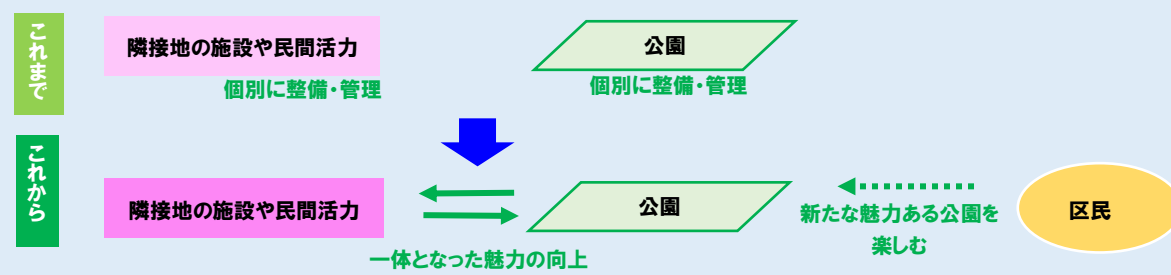 これまで
隣接地の施設や民間活力
個別に整備・管理
公園
個別に整備・管理
これから
隣接地の施設や民間活力
一体となった魅力の向上
公園
新たな魅力ある公園を
楽しむ
区民